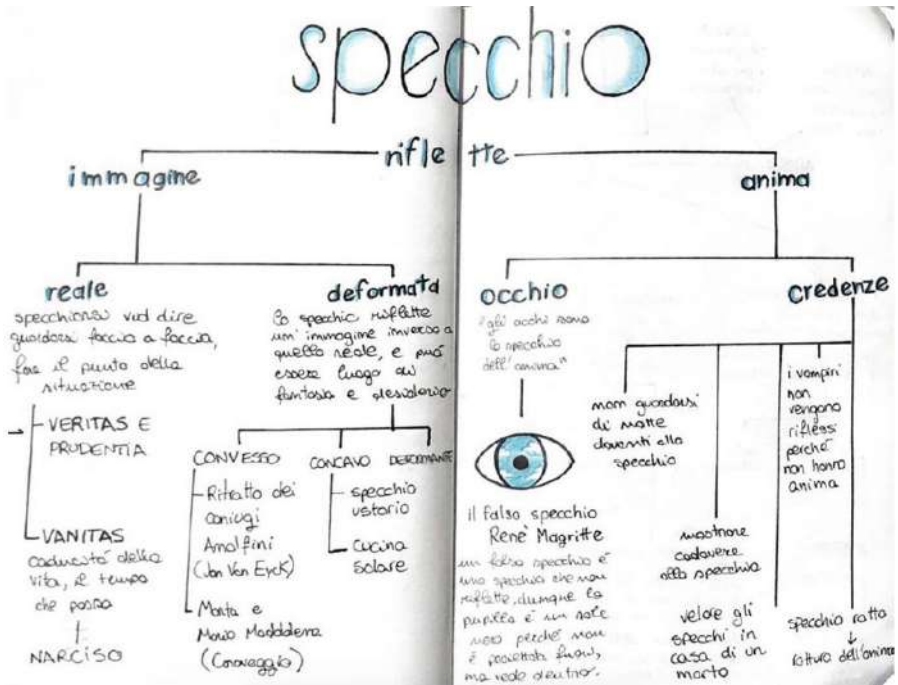 specchio
riflette
immagine
anima
reale
specchiarsi vuol dire
guardarsi faccia a faccia,
fare il punto della
situazione
VERITAS E
PRUDENTIA
VANITAS
caducità della
vita, il tempo
che passa
NARCISO
deformata
lo specchio riflette
un'immagine inversa a
quella reale, e può
essere luogo di
fantasia e desiderio
CONVESSO
Ritratto dei
coniugi
Arnolfini
(Jan Van Eyck)
Marta e
Maria Maddalena
(Caravaggio)
CONCAVO
specchio
ustorio
cucina
solare
DEFORMANTE
occhio
"gli occhi sono
lo specchio
dell'anima"
il falso specchio
Renè Magritte
un falso specchio è
uno specchio che non
riflette, dunque la
pupilla è un sole
nero perché non
è proiettata fuori,
ma vede dentro.
credenze
non guardarsi
di notte
davanti allo
specchio
mostrare
cadavere
allo specchio
velare gli
specchi in
casa di un
morto
i vampiri
non
vengono
riflessi
perché
non hanno
anima
specchio rotto
↓
rottura dell'anima